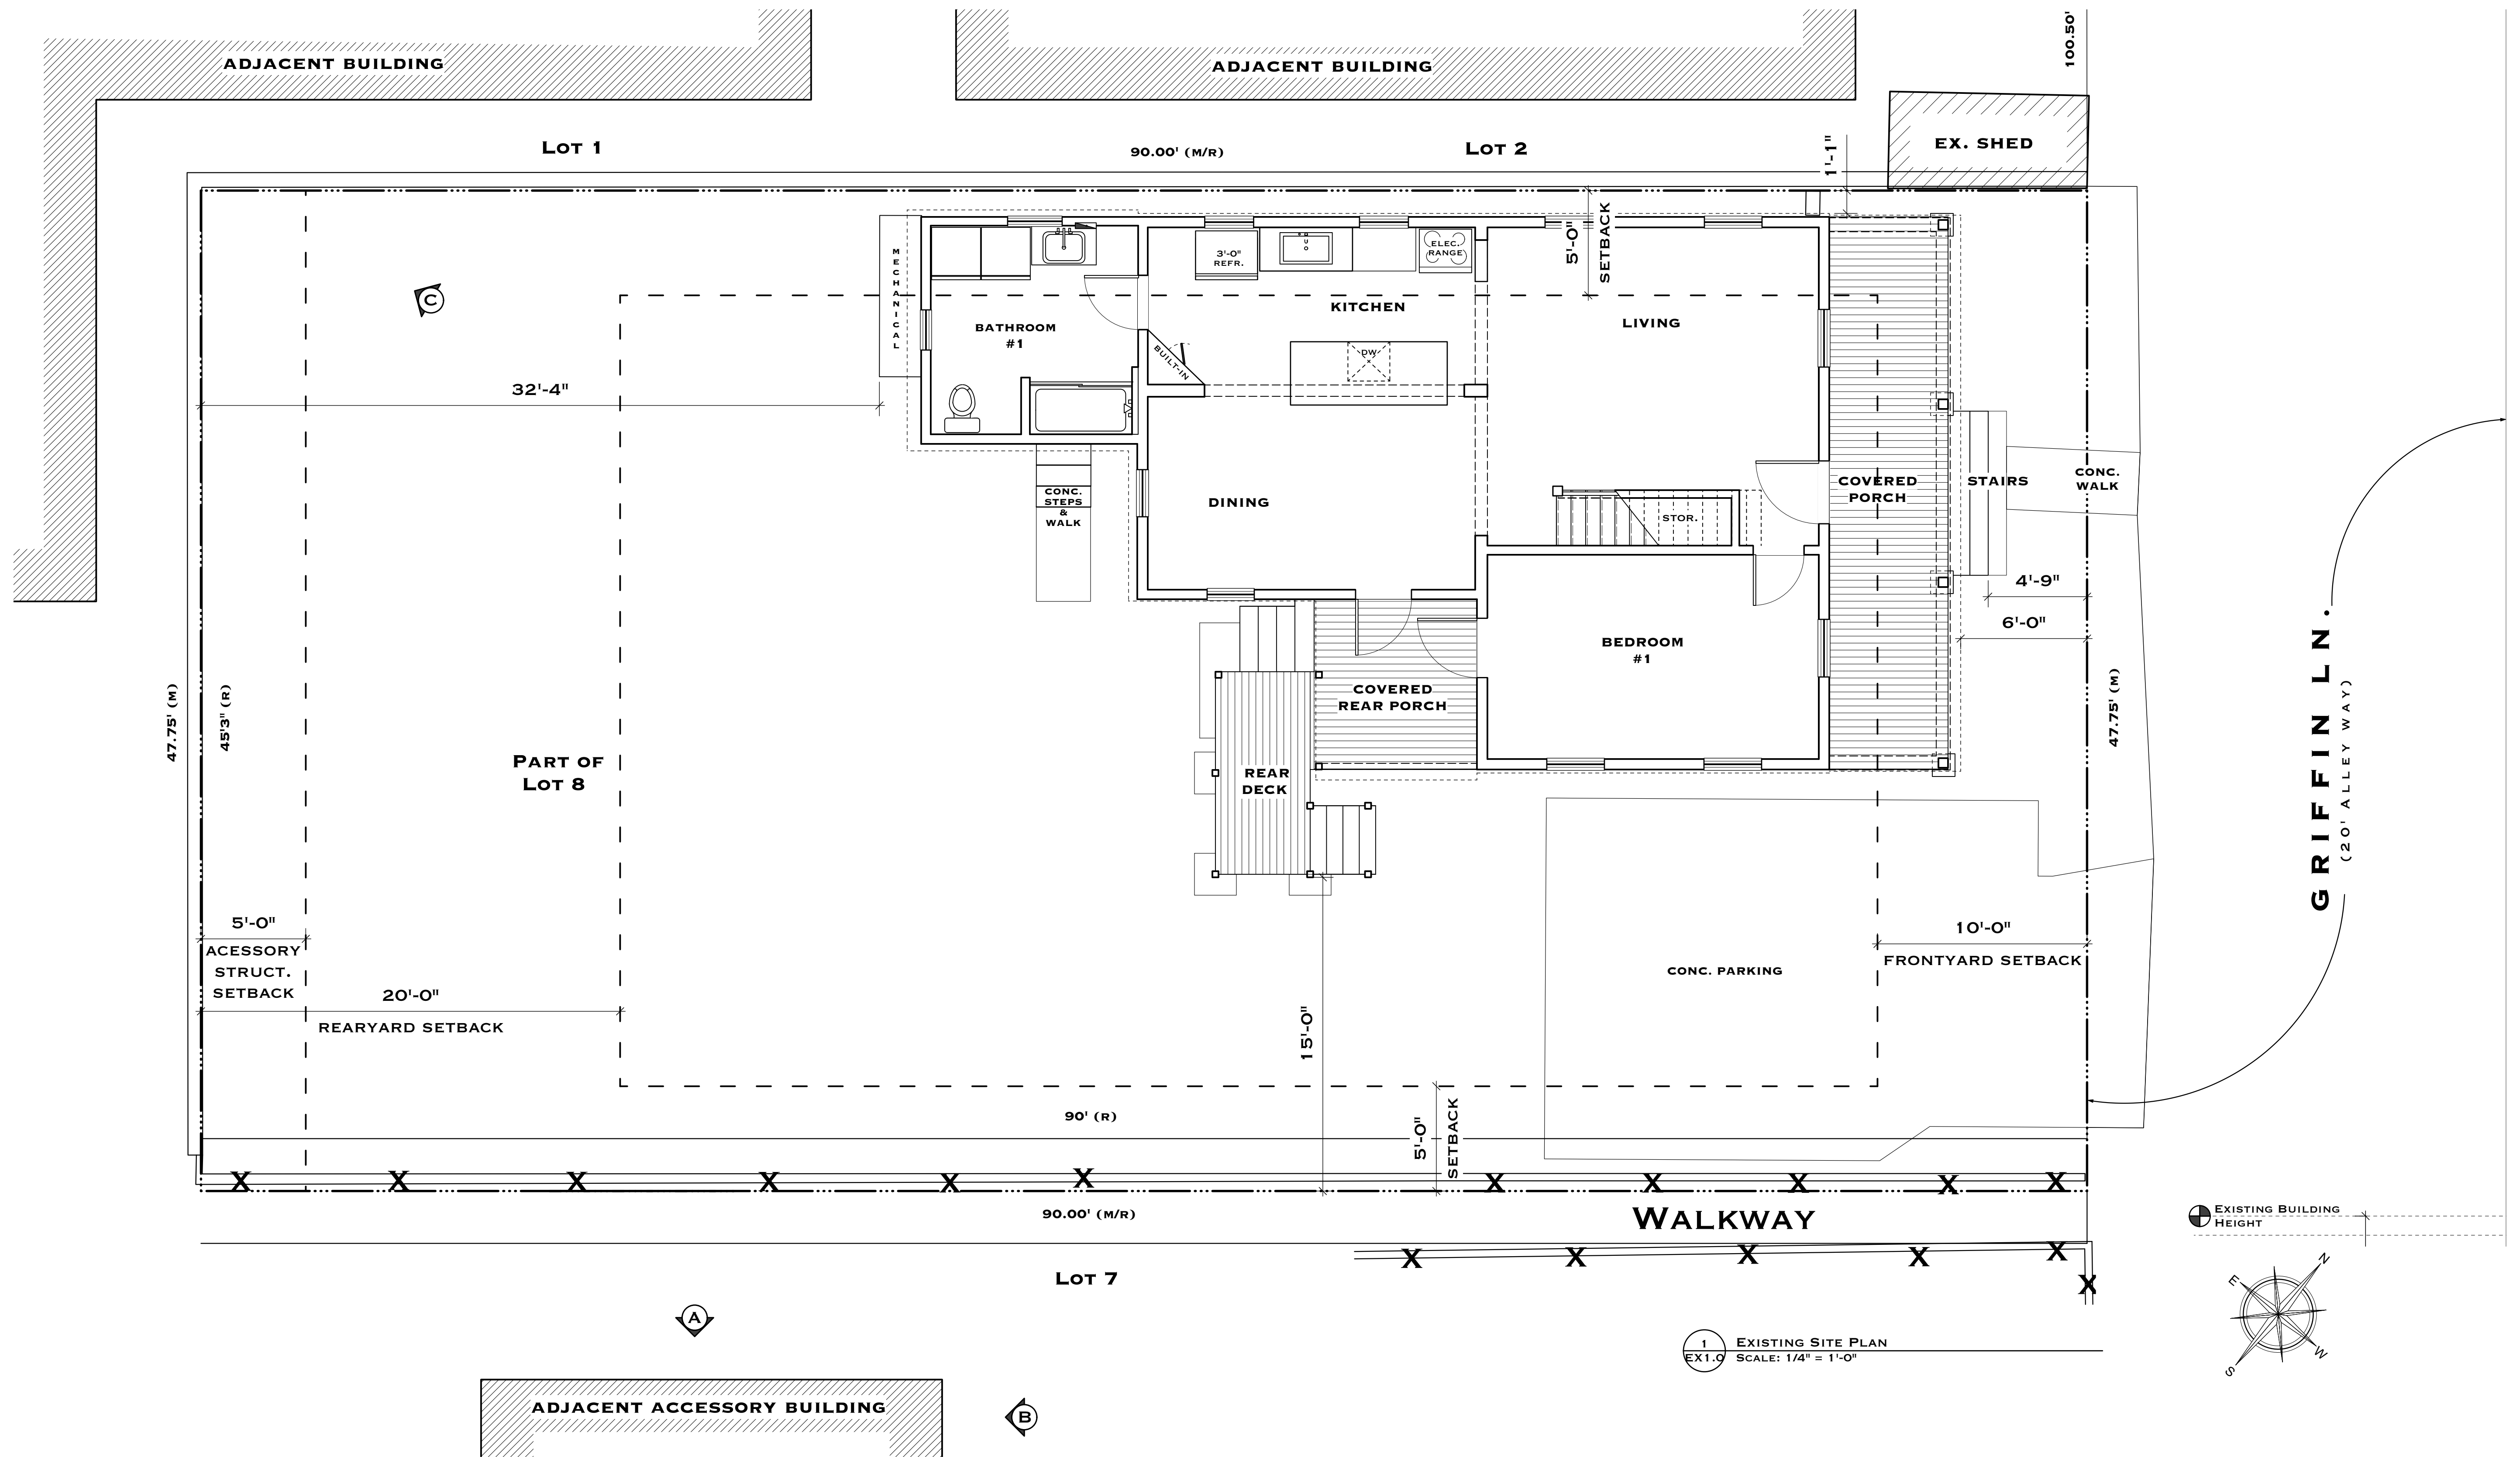 100.50'
ADJACENT BUILDING
ADJACENT BUILDING
Lot 1
90.00' (M/R)
Lot 2
1'-1"
EX. SHED
5'-0"
SETBACK
MECHANICAL
3'-0"
REFR.
ELEC.
RANGE
C
BATHROOM
#1
KITCHEN
LIVING
BUILT-IN
DW
32'-4"
CONC.
STEPS
&
WALK
DINING
STOR.
COVERED
PORCH
STAIRS
CONC.
WALK
4'-9"
6'-0"
BEDROOM
#1
COVERED
REAR PORCH
REAR
DECK
47.75' (M)
45'3" (R)
Part of
Lot 8
47.75' (M)
GRIFFIN LN.
(20' ALLEY WAY)
5'-0"
ACESSORY
STRUCT.
SETBACK
20'-0"
REARYARD SETBACK
15'-0"
CONC. PARKING
10'-0"
FRONTYARD SETBACK
90' (R)
5'-0"
SETBACK
X X X X X X X X X X X
90.00' (M/R)
Walkway
X X X X X
X
Lot 7
Existing Building
Height
N
E
W
S
A
1
EX1.0
Existing Site Plan
Scale: 1/4" = 1'-0"
ADJACENT ACCESSORY BUILDING
B